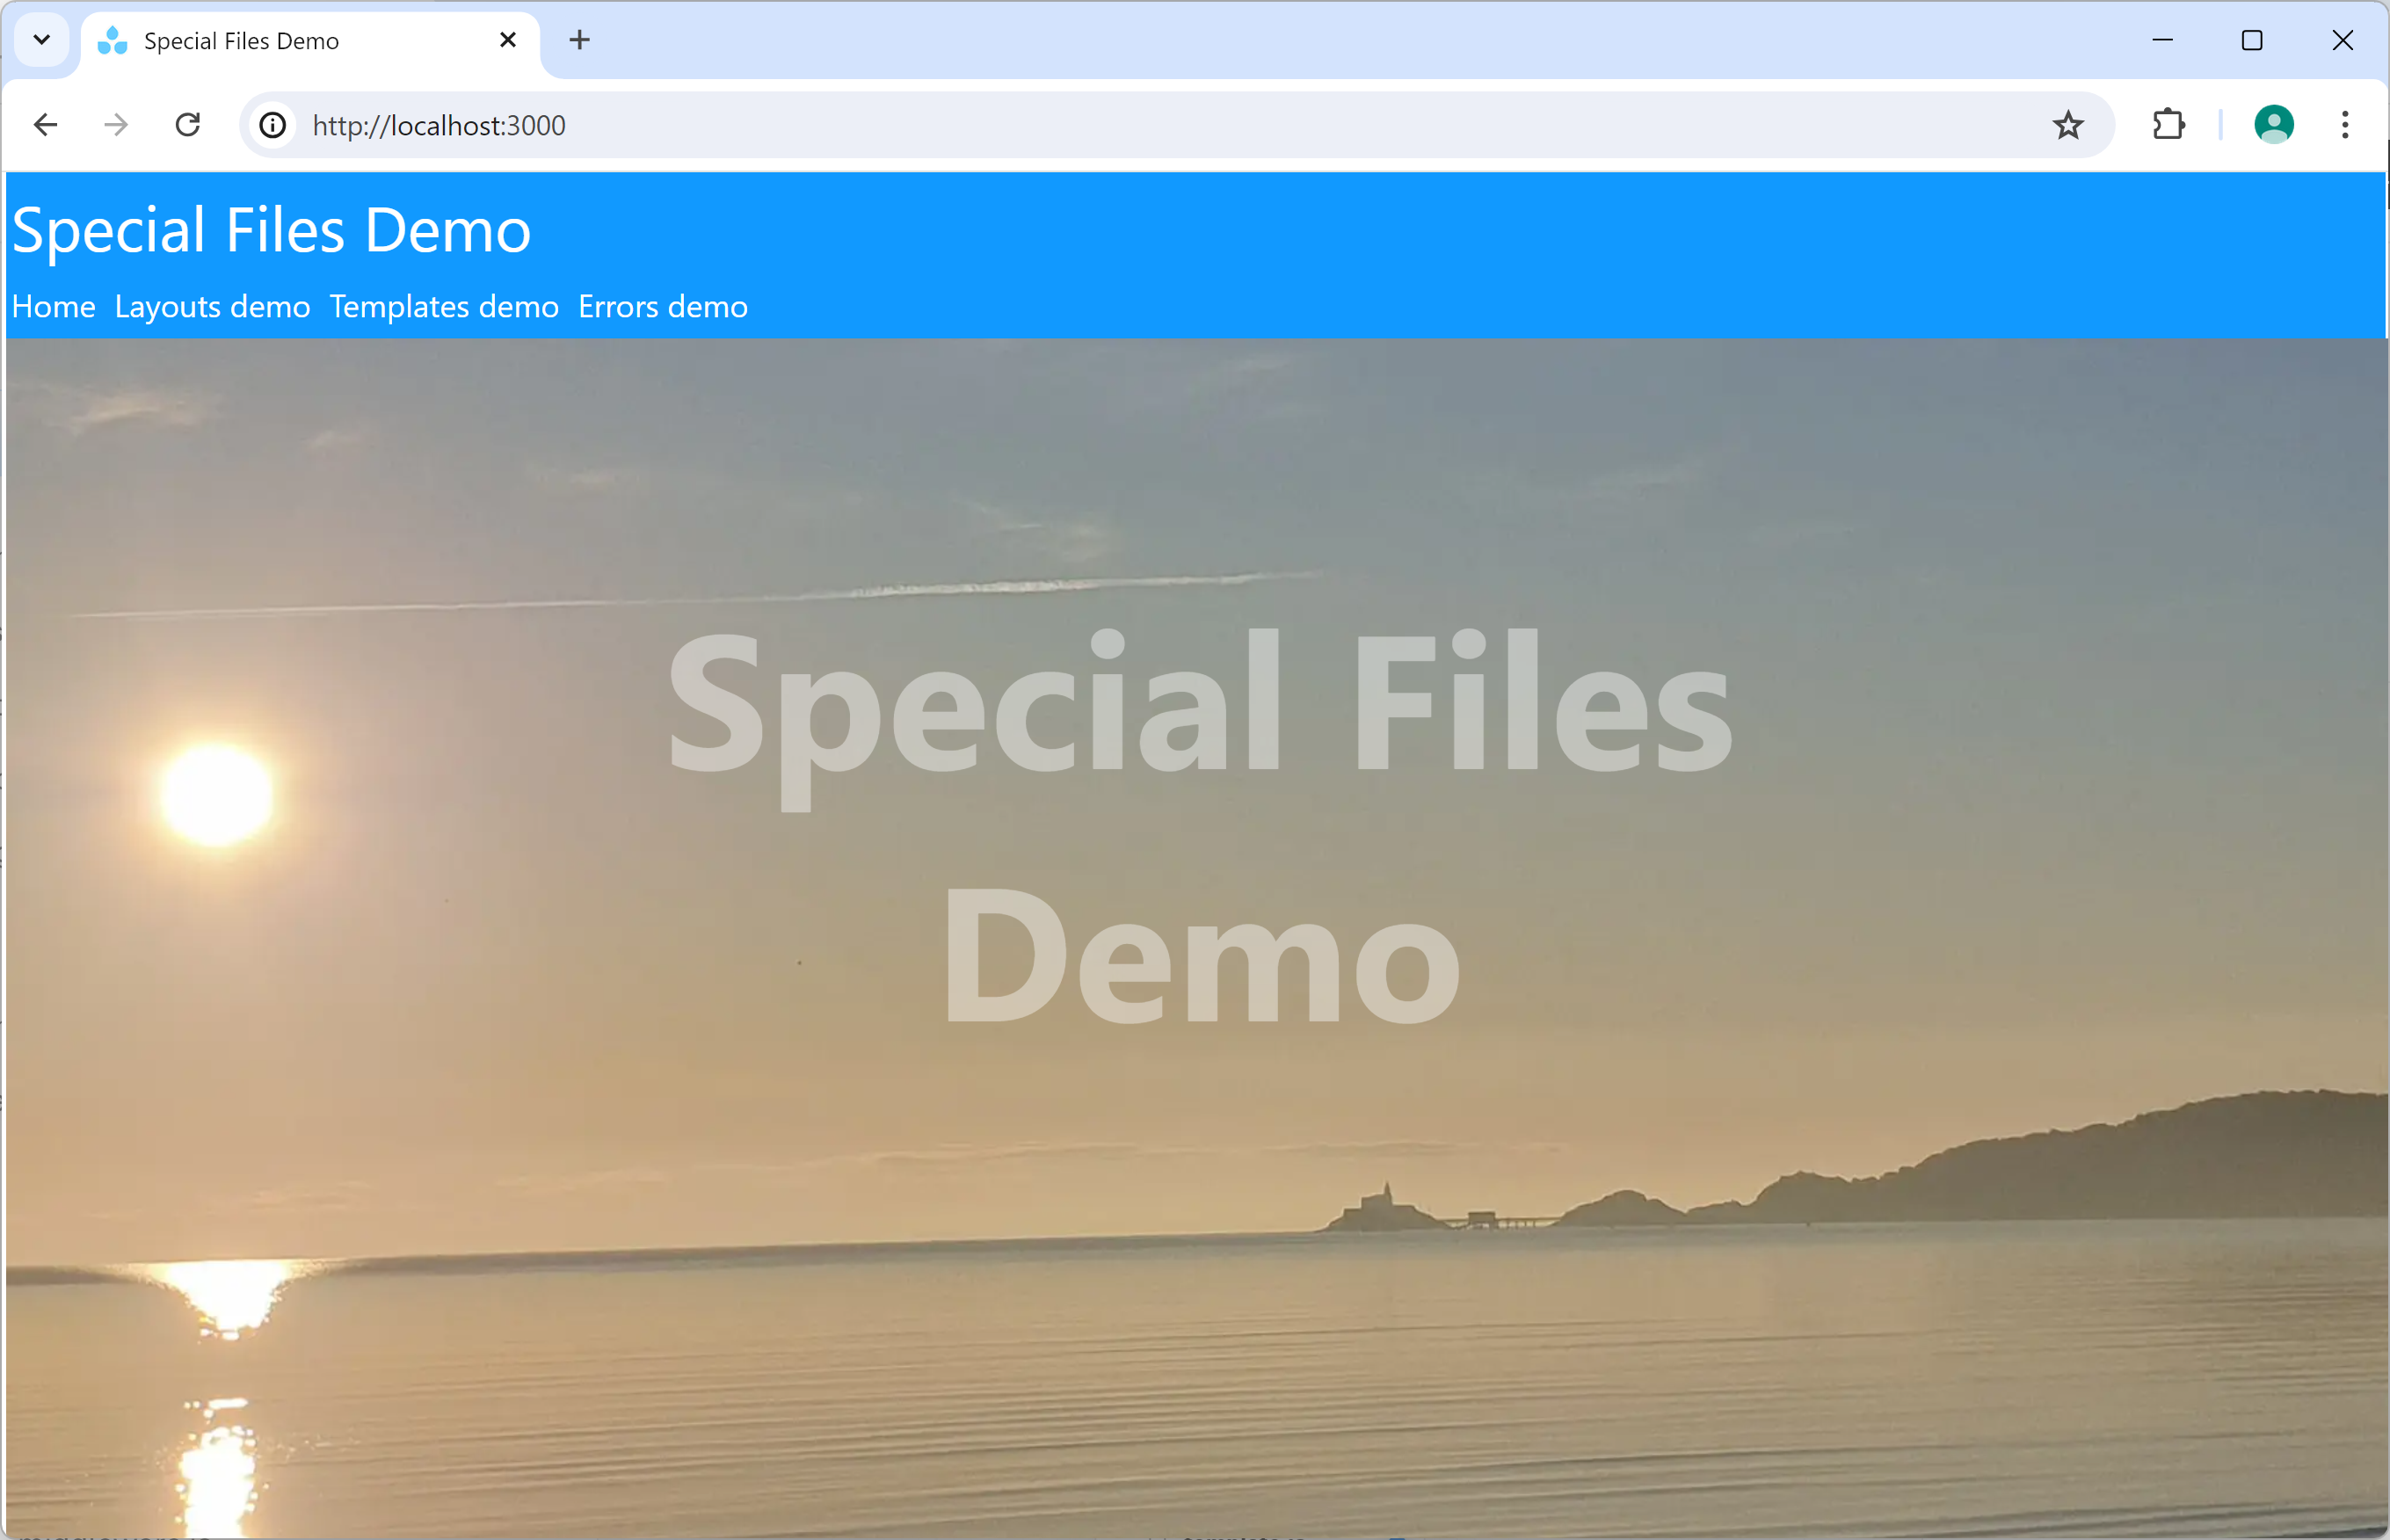 Special Files Demo
http://localhost:3000
Special Files Demo
Home Layouts demo Templates demo Errors demo
Special Files
Demo